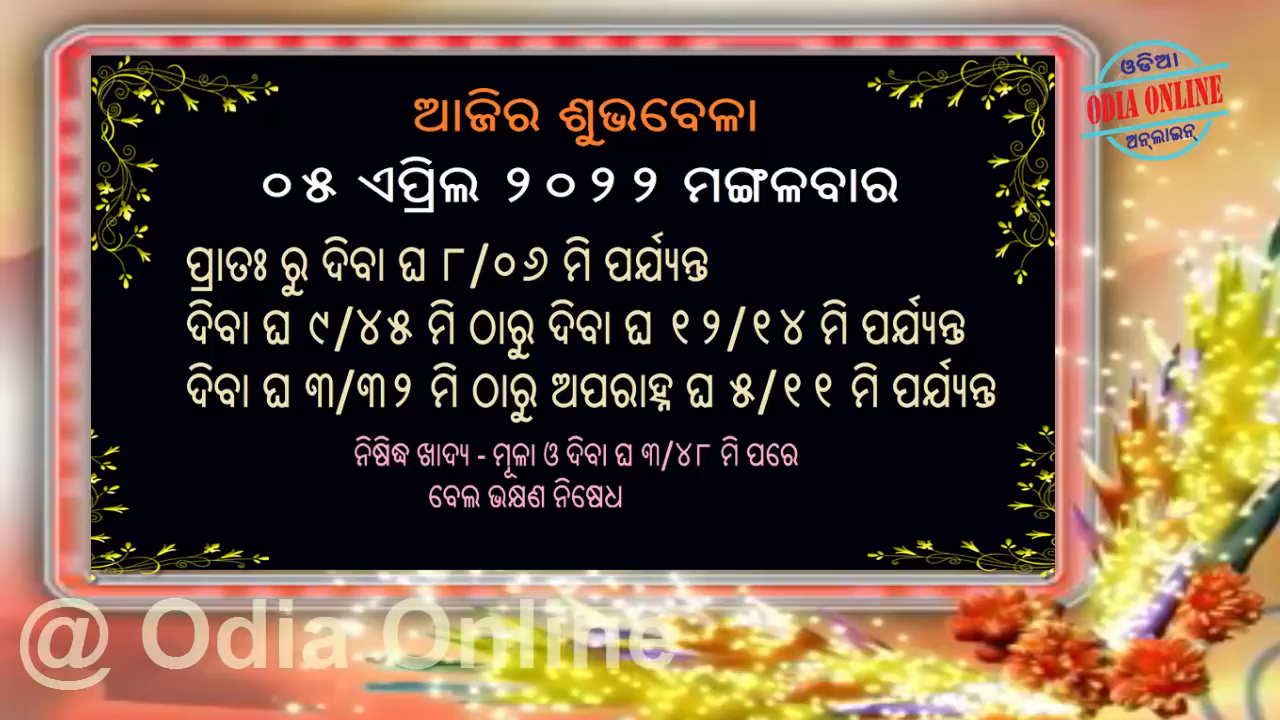 ଆଜିର ଶୁଭବେଳା
୦୫ ଏପ୍ରିଲ ୨୦୨୨ ମଙ୍ଗଳବାର
ପ୍ରାତଃ ରୁ ଦିବା ଘ ୮/୦୬ ମି ପର୍ଯ୍ୟନ୍ତ
ଦିବା ଘ ୯/୪୫ ମି ଠାରୁ ଦିବା ଘ ୧୨/୧୪ ମି ପର୍ଯ୍ୟନ୍ତ
ଦିବା ଘ ୩/୩୨ ମି ଠାରୁ ଅପରାହ୍ନ ଘ ୫/୧୧ ମି ପର୍ଯ୍ୟନ୍ତ
ନିଷିଦ୍ଧ ଖାଦ୍ୟ - ମୂଳା ଓ ଦିବା ଘ ୩/୪୮ ମି ପରେ
ବେଲ ଭକ୍ଷଣ ନିଷେଧ
ଓଡିଆ
ODIA ONLINE
ଅନ୍‌ଲାଇନ୍
@ Odia Online